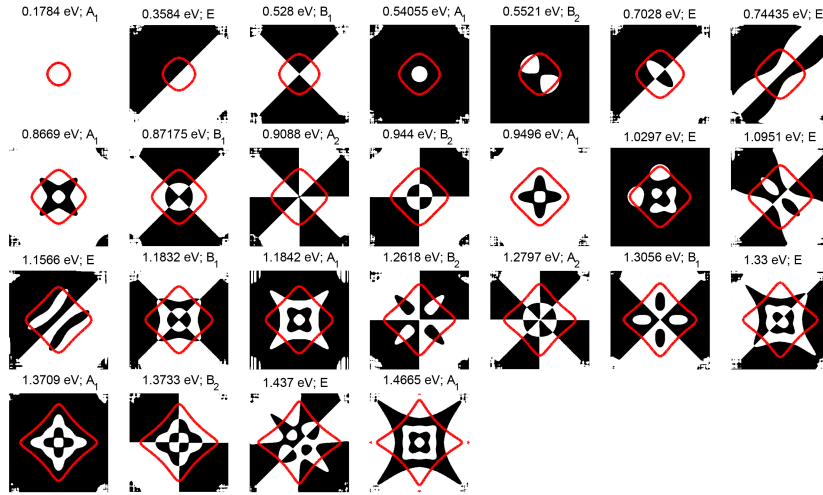 0.1784 eV; A₁ 0.3584 eV; E 0.528 eV; B₁ 0.54055 eV; A₁ 0.5521 eV; B₂ 0.7028 eV; E 0.74435 eV; E
0.8669 eV; A₁ 0.87175 eV; B₁ 0.9088 eV; A₂ 0.944 eV; B₂ 0.9496 eV; A₁ 1.0297 eV; E 1.0951 eV; E
1.1566 eV; E 1.1832 eV; B₁ 1.1842 eV; A₁ 1.2618 eV; B₂ 1.2797 eV; A₂ 1.3056 eV; B₁ 1.33 eV; E
1.3709 eV; A₁ 1.3733 eV; B₂ 1.437 eV; E 1.4665 eV; A₁